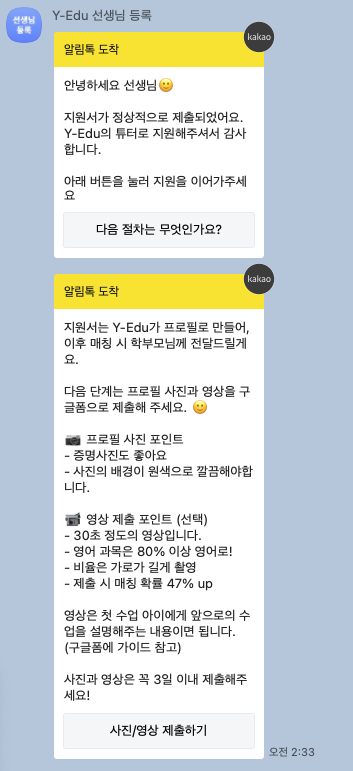 선생님
등록
Y-Edu 선생님 등록
kakao
알림톡 도착
안녕하세요 선생님🙂
지원서가 정상적으로 제출되었어요.
Y-Edu의 튜터로 지원해주셔서 감사
합니다.
아래 버튼을 눌러 지원을 이어가주세
요
다음 절차는 무엇인가요?
kakao
알림톡 도착
지원서는 Y-Edu가 프로필로 만들어,
이후 매칭 시 학부모님께 전달드릴게
요.
다음 단계는 프로필 사진과 영상을 구
글폼으로 제출해 주세요. 🙂
📷 프로필 사진 포인트
- 증명사진도 좋아요
- 사진의 배경이 원색으로 깔끔해야합
니다.
📹 영상 제출 포인트 (선택)
- 30초 정도의 영상입니다.
- 영어 과목은 80% 이상 영어로!
- 비율은 가로가 길게 촬영
- 제출 시 매칭 확률 47% up
영상은 첫 수업 아이에게 앞으로의 수
업을 설명해주는 내용이면 됩니다.
(구글폼에 가이드 참고)
사진과 영상은 꼭 3일 이내 제출해주
세요!
사진/영상 제출하기
오전 2:33